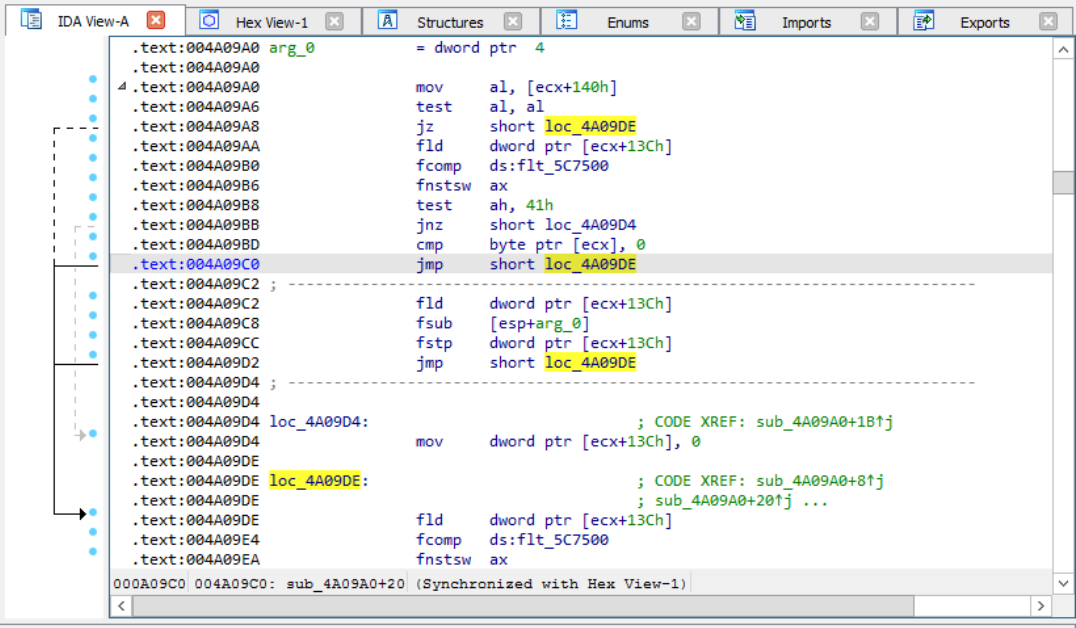 IDA View-A Hex View-1 Structures Enums Imports Exports
.text:004A09A0 arg_0 = dword ptr 4
.text:004A09A0
.text:004A09A0 mov al, [ecx+140h]
.text:004A09A6 test al, al
.text:004A09A8 jz short loc_4A09DE
.text:004A09AA fld dword ptr [ecx+13Ch]
.text:004A09B0 fcomp ds:flt_5C7500
.text:004A09B6 fnstsw ax
.text:004A09B8 test ah, 41h
.text:004A09BB jnz short loc_4A09D4
.text:004A09BD cmp byte ptr [ecx], 0
.text:004A09C0 jmp short loc_4A09DE
.text:004A09C2 ; ---------------------------------------------------------------------------
.text:004A09C2 fld dword ptr [ecx+13Ch]
.text:004A09C8 fsub [esp+arg_0]
.text:004A09CC fstp dword ptr [ecx+13Ch]
.text:004A09D2 jmp short loc_4A09DE
.text:004A09D4 ; ---------------------------------------------------------------------------
.text:004A09D4
.text:004A09D4 loc_4A09D4: ; CODE XREF: sub_4A09A0+1B↑j
.text:004A09D4 mov dword ptr [ecx+13Ch], 0
.text:004A09DE
.text:004A09DE loc_4A09DE: ; CODE XREF: sub_4A09A0+8↑j
.text:004A09DE ; sub_4A09A0+20↑j ...
.text:004A09DE fld dword ptr [ecx+13Ch]
.text:004A09E4 fcomp ds:flt_5C7500
.text:004A09EA fnstsw ax
000A09C0 004A09C0: sub_4A09A0+20 (Synchronized with Hex View-1)